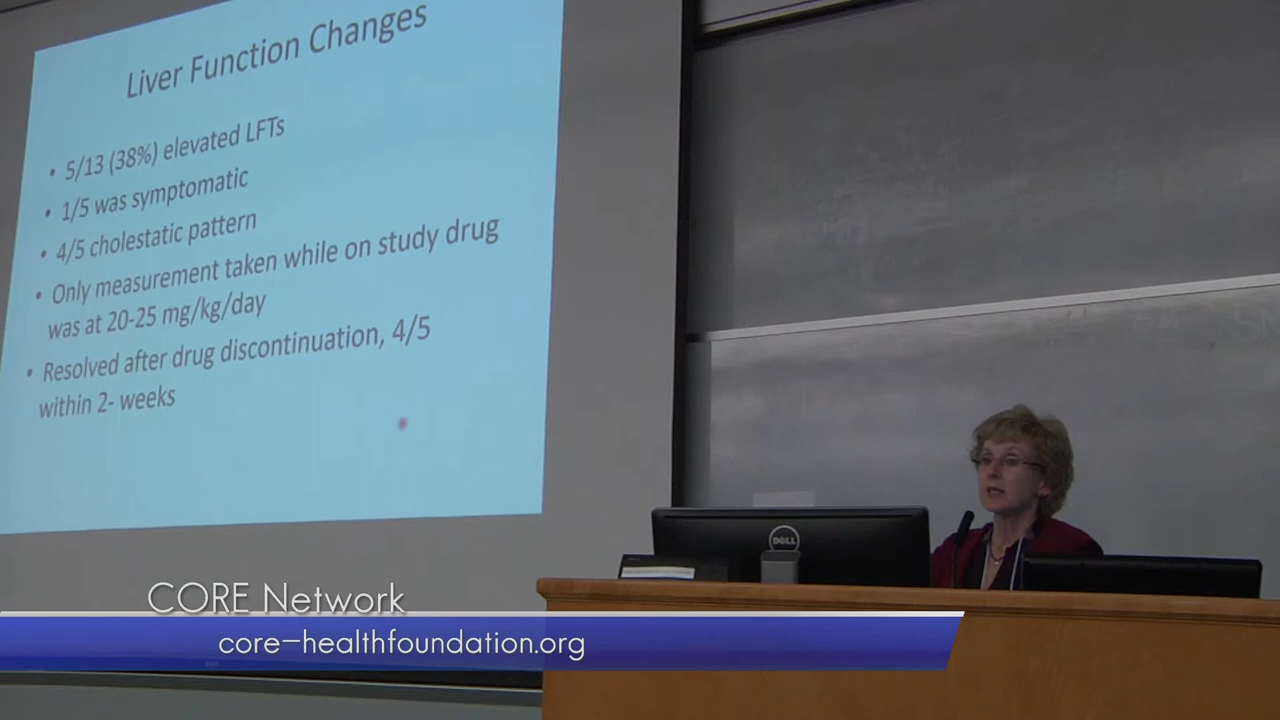 Liver Function Changes
• 5/13 (38%) elevated LFTs
• 1/5 was symptomatic
• 4/5 cholestatic pattern
• Only measurement taken while on study drug
was at 20-25 mg/kg/day
• Resolved after drug discontinuation, 4/5
within 2- weeks
DELL
CORE Network
core-healthfoundation.org